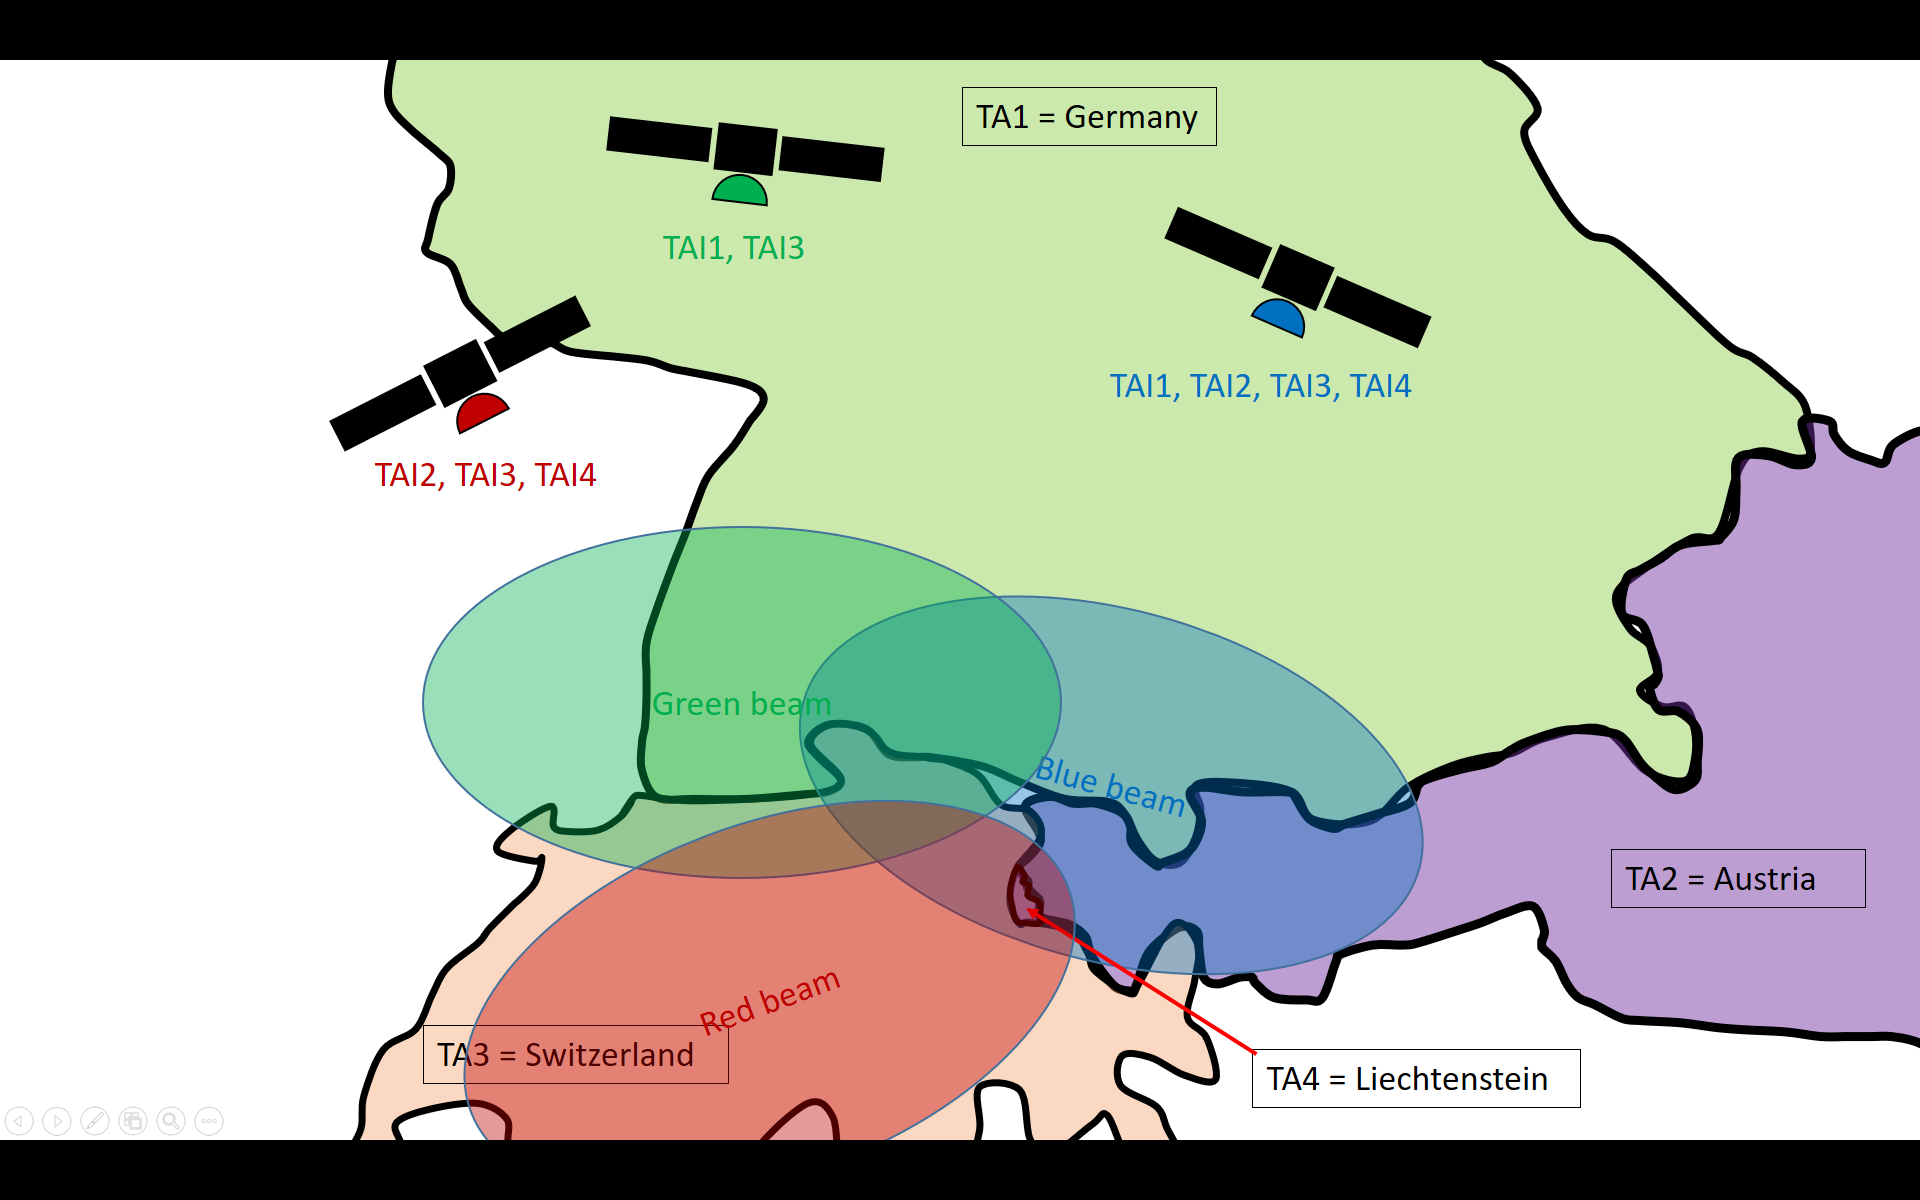 TA1 = Germany
TAI1, TAI3
TAI1, TAI2, TAI3, TAI4
TAI2, TAI3, TAI4
Green beam
Blue beam
TA2 = Austria
Red beam
TA3 = Switzerland
TA4 = Liechtenstein